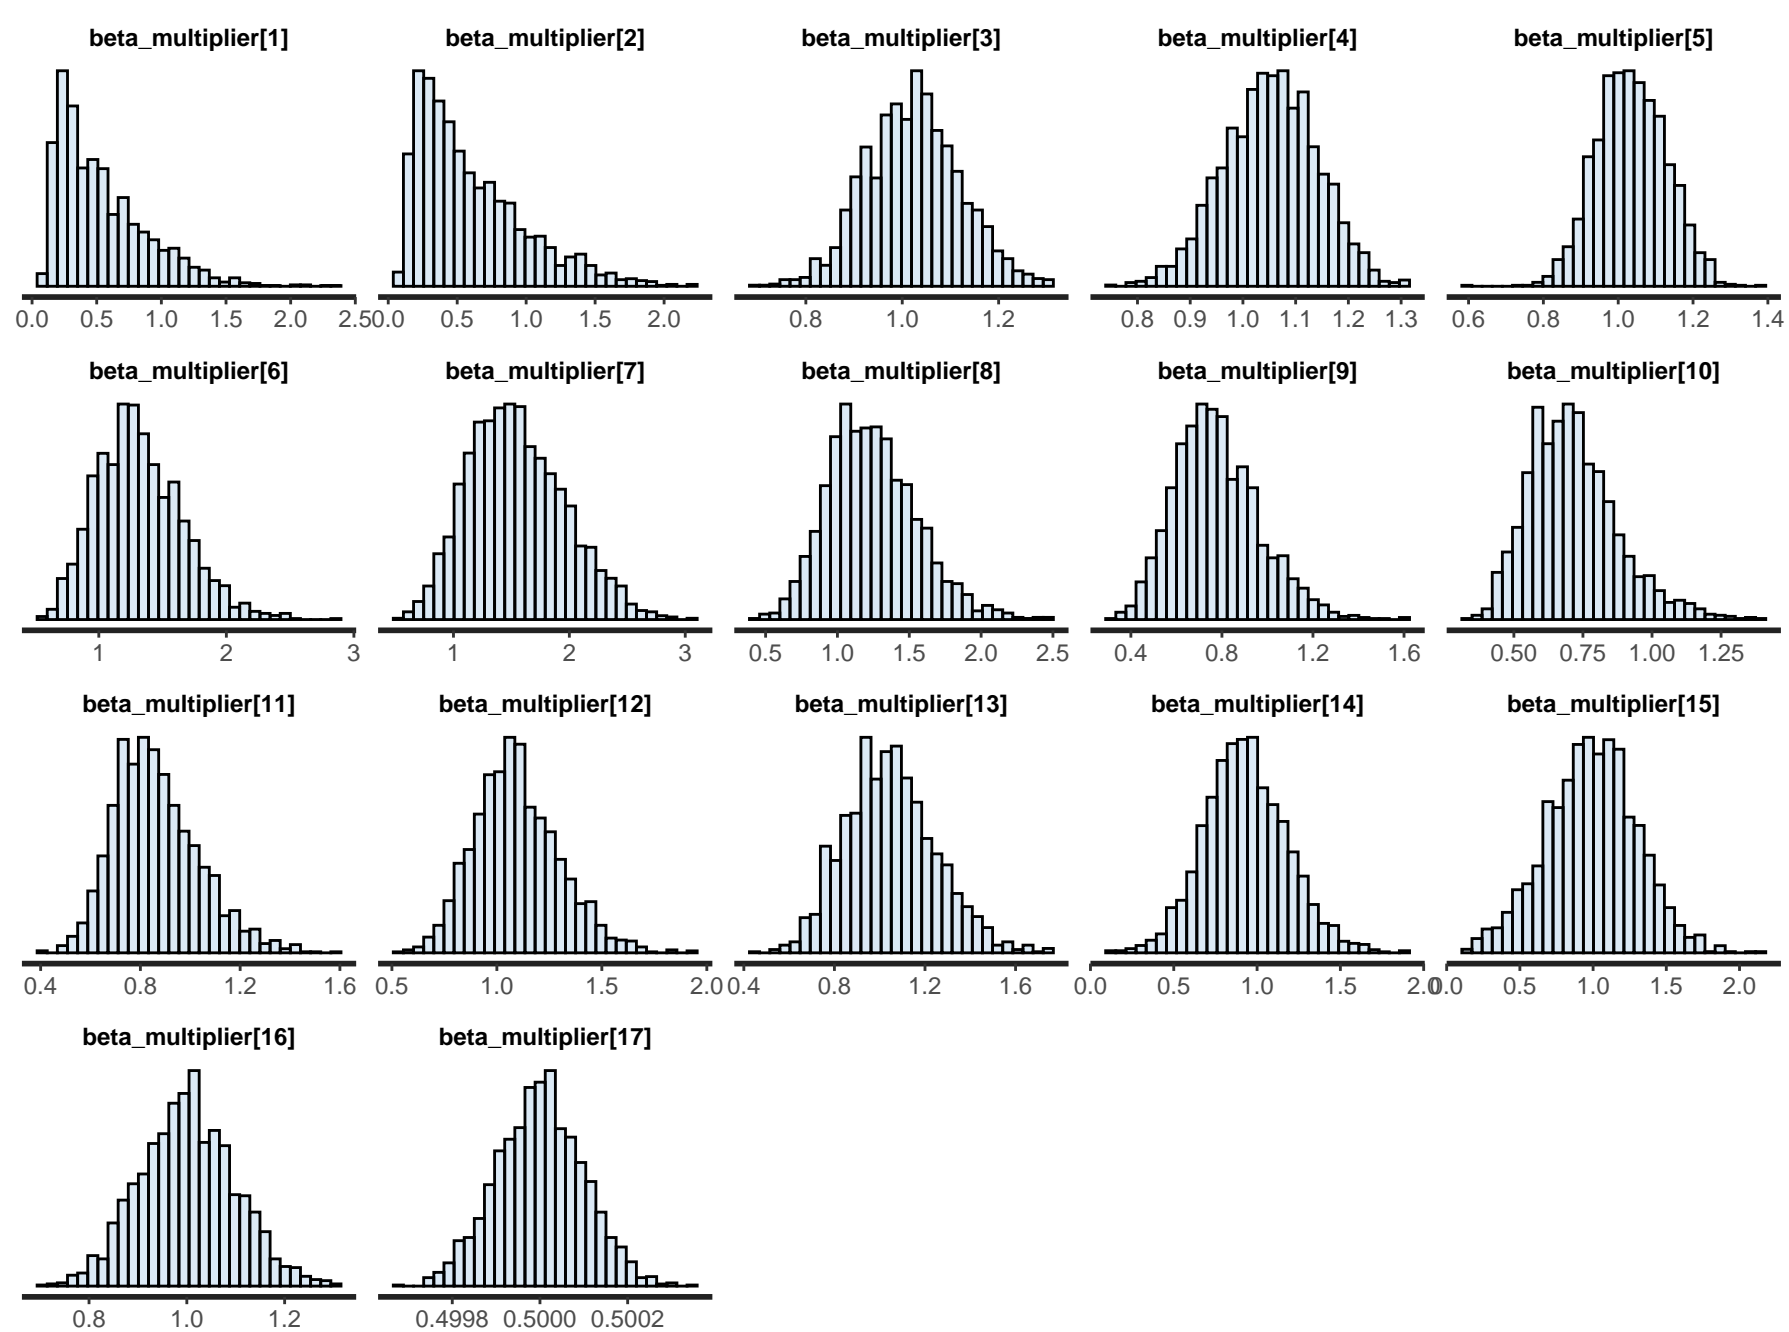 beta_multiplier[1] beta_multiplier[2] beta_multiplier[3] beta_multiplier[4] beta_multiplier[5]
0.0 0.5 1.0 1.5 2.0 2.5 0.0 0.5 1.0 1.5 2.0 0.8 1.0 1.2 0.8 0.9 1.0 1.1 1.2 1.3 0.6 0.8 1.0 1.2 1.4
beta_multiplier[6] beta_multiplier[7] beta_multiplier[8] beta_multiplier[9] beta_multiplier[10]
1 2 3 1 2 3 0.5 1.0 1.5 2.0 2.5 0.4 0.8 1.2 1.6 0.50 0.75 1.00 1.25
beta_multiplier[11] beta_multiplier[12] beta_multiplier[13] beta_multiplier[14] beta_multiplier[15]
0.4 0.8 1.2 1.6 0.5 1.0 1.5 2.0 0.4 0.8 1.2 1.6 0.0 0.5 1.0 1.5 2.0 0.0 0.5 1.0 1.5 2.0
beta_multiplier[16] beta_multiplier[17]
0.8 1.0 1.2 0.4998 0.5000 0.5002